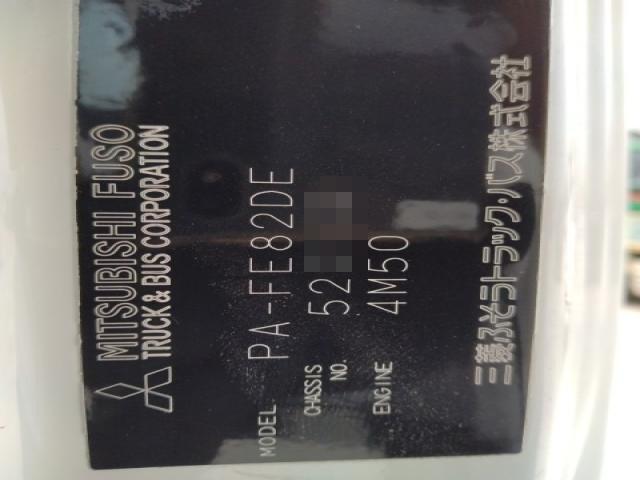 MITSUBISHI FUSO
TRUCK & BUS CORPORATION
MODEL PA-FE82DE
CHASSIS NO. 52
ENGINE 4M50
三菱ふそうトラック・バス株式会社